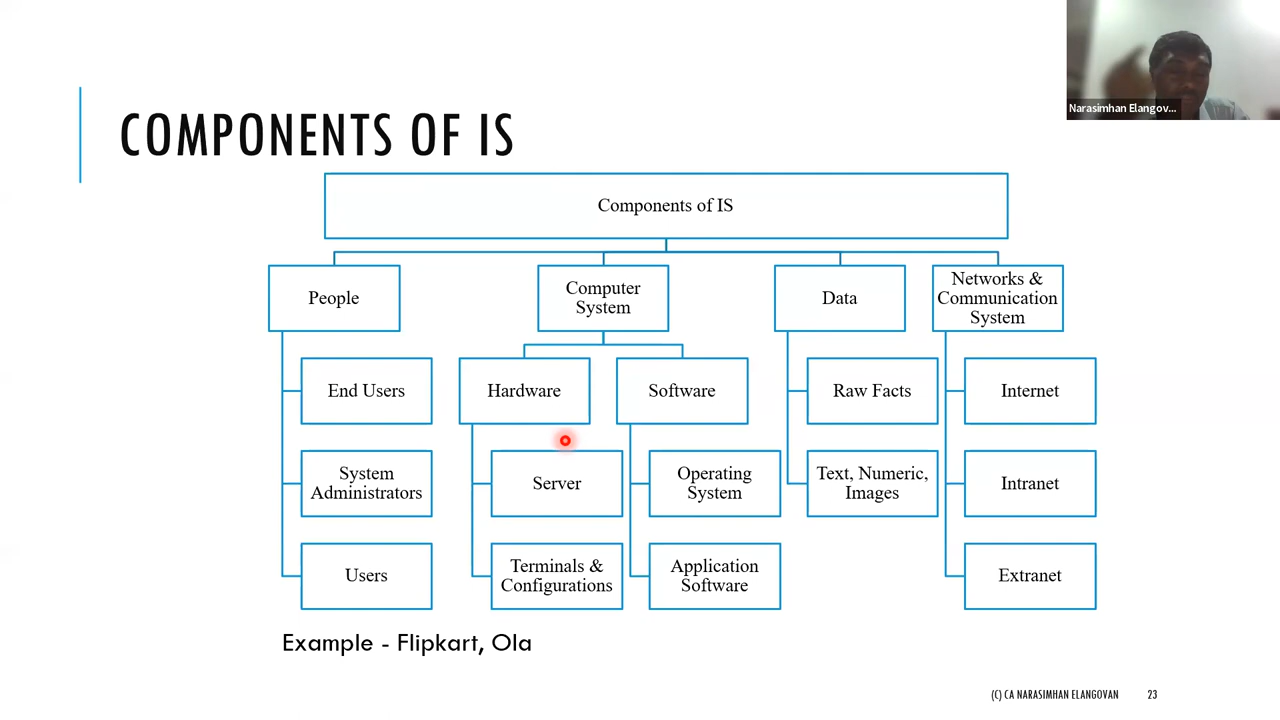 Narasimhan Elangov...
COMPONENTS OF IS
Components of IS
People
Computer
System
Data
Networks &
Communication
System
End Users
Hardware
Software
Raw Facts
Internet
System
Administrators
Server
Operating
System
Text, Numeric,
Images
Intranet
Users
Terminals &
Configurations
Application
Software
Extranet
Example - Flipkart, Ola
(C) CA NARASIMHAN ELANGOVAN
23